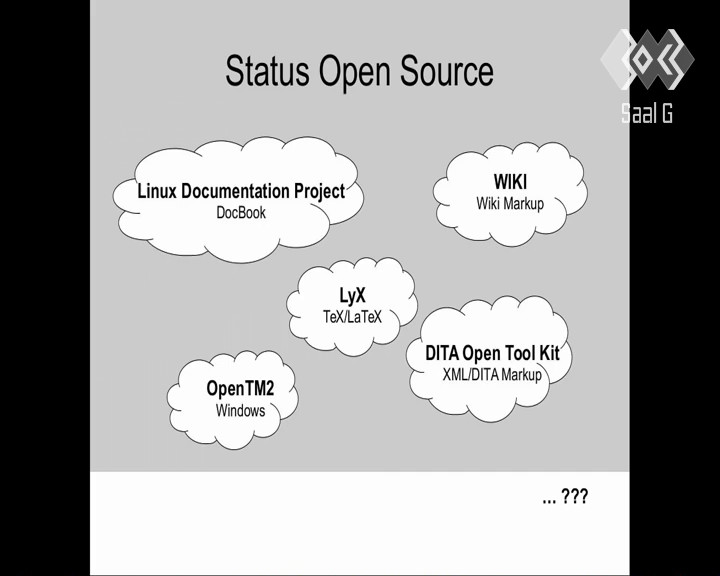 Status Open Source
Saal G
Linux Documentation Project
DocBook
WIKI
Wiki Markup
LyX
TeX/LaTeX
DITA Open Tool Kit
XML/DITA Markup
OpenTM2
Windows
... ???